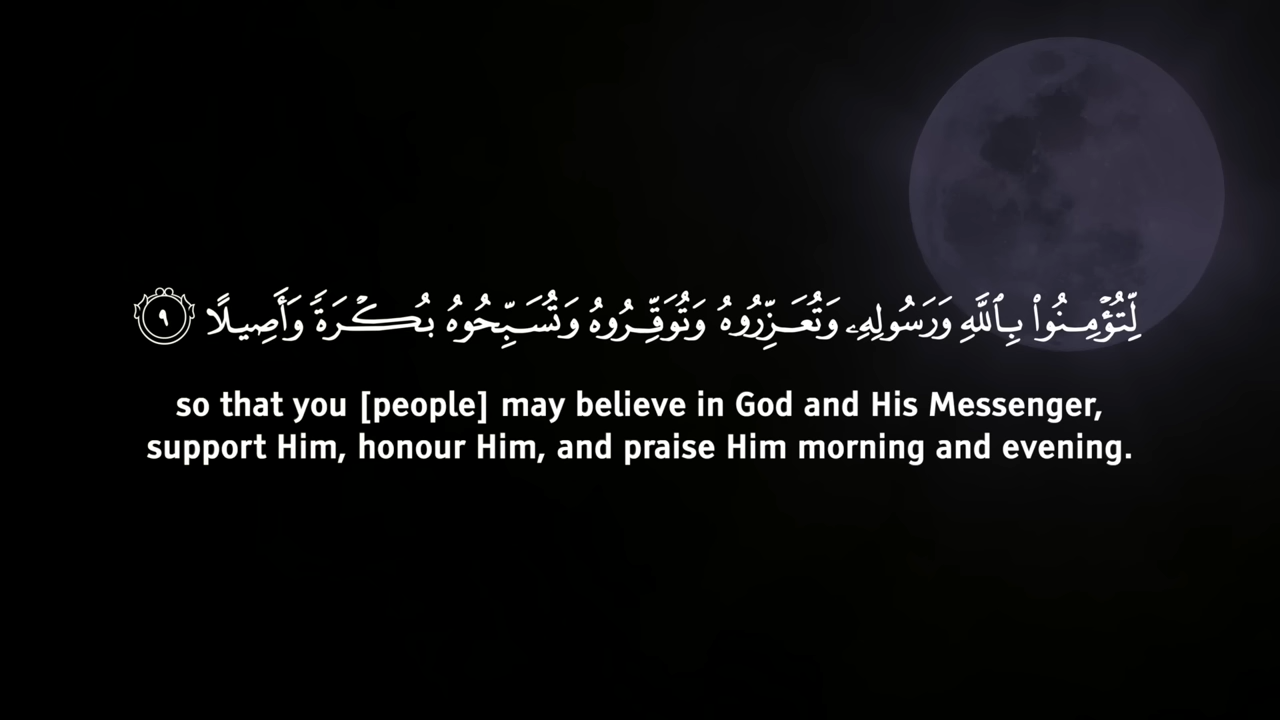 لِّتُؤْمِنُوا۟ بِٱللَّهِ وَرَسُولِهِۦ وَتُعَزِّرُوهُ وَتُوَقِّرُوهُ وَتُسَبِّحُوهُ بُكْرَةً وَأَصِيلًا ٩
so that you [people] may believe in God and His Messenger,
support Him, honour Him, and praise Him morning and evening.